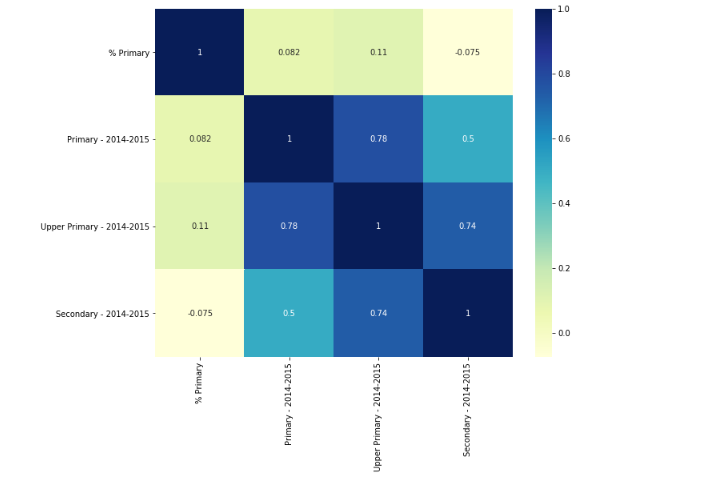 1.0
% Primary 1 0.082 0.11 -0.075
0.8
Primary - 2014-2015 0.082 1 0.78 0.5
0.6
0.4
Upper Primary - 2014-2015 0.11 0.78 1 0.74
0.2
Secondary - 2014-2015 -0.075 0.5 0.74 1
0.0
% Primary
Primary - 2014-2015
Upper Primary - 2014-2015
Secondary - 2014-2015